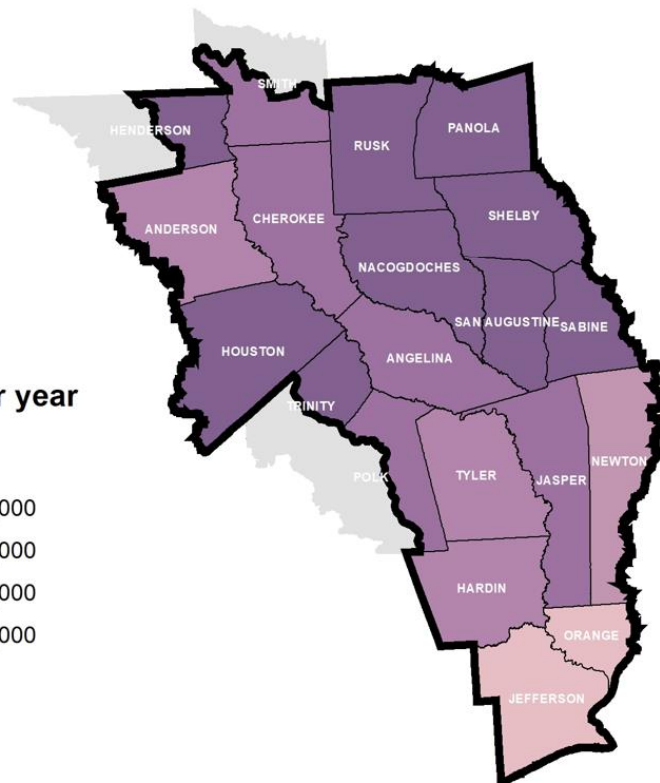 SMITH
HENDERSON
RUSK
PANOLA
ANDERSON
CHEROKEE
SHELBY
NACOGDOCHES
SAN AUGUSTINE
SABINE
HOUSTON
ANGELINA
year
TRINITY
POLK
TYLER
JASPER
NEWTON
000
000
000
000
HARDIN
ORANGE
JEFFERSON